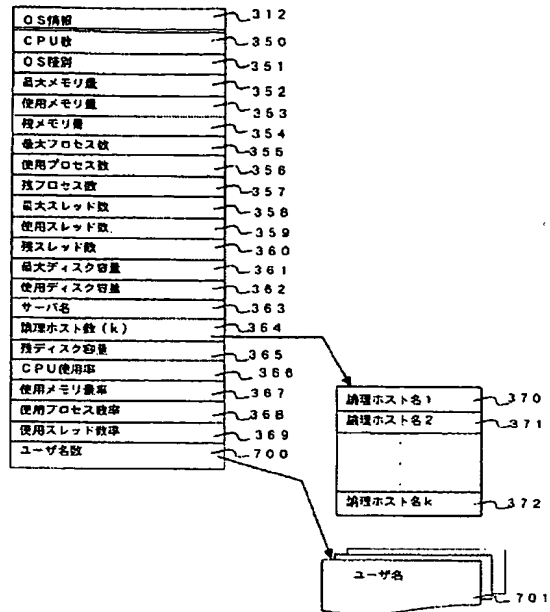 OS情報 312
CPU数 350
OS種別 351
最大メモリ量 352
使用メモリ量 353
残メモリ量 354
最大プロセス数 355
使用プロセス数 356
残プロセス数 357
最大スレッド数 358
使用スレッド数 359
残スレッド数 360
最大ディスク容量 361
使用ディスク容量 362
サーバ名 363
論理ホスト数(k) 364
残ディスク容量 365
CPU使用率 366
使用メモリ量率 367
使用プロセス数率 368
使用スレッド数率 369
ユーザ名数 700
論理ホスト名1 370
論理ホスト名2 371
論理ホスト名k 372
ユーザ名 701